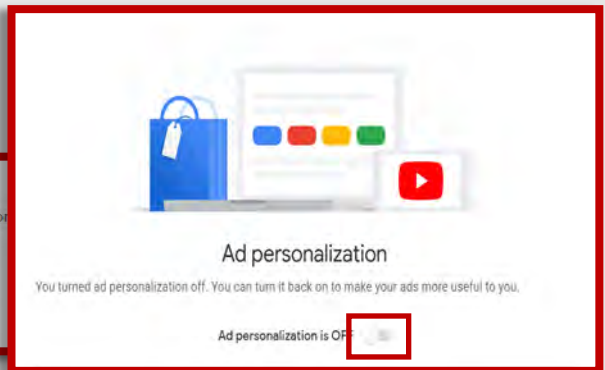 Ad personalization
You turned ad personalization off. You can turn it back on to make your ads more useful to you.
Ad personalization is OFF